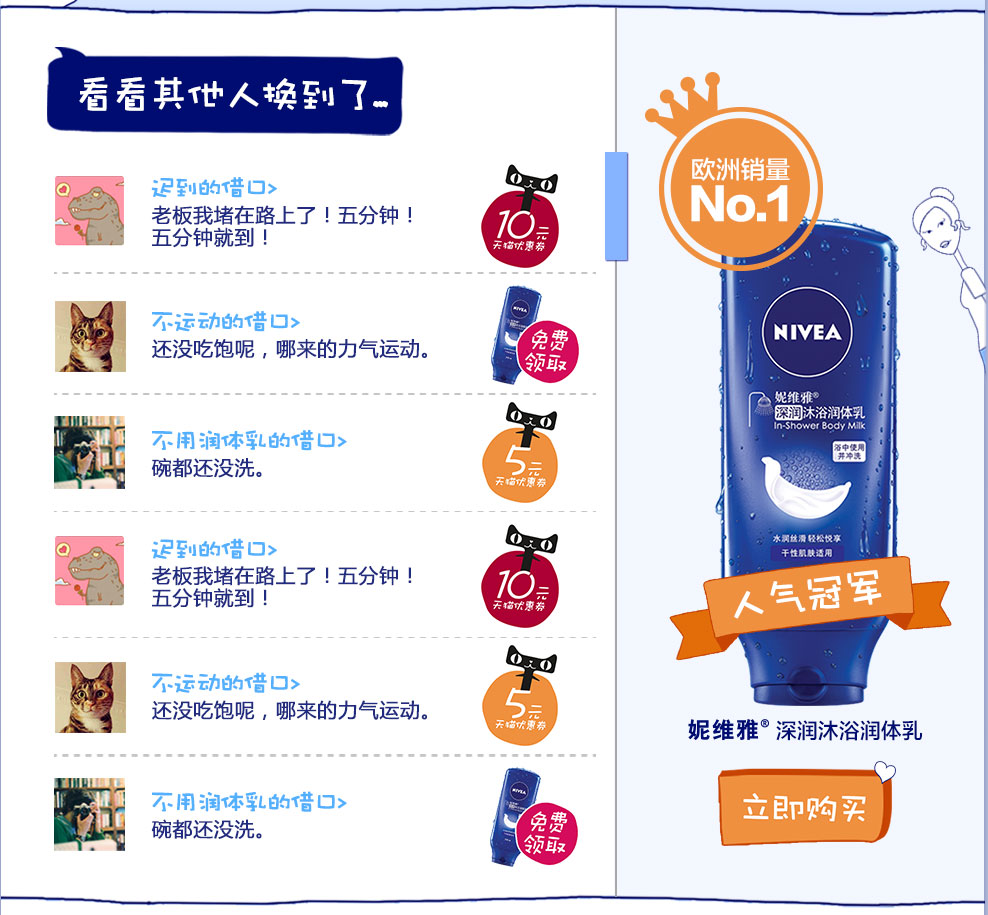 看看其他人换到了...
迟到的借口>
老板我堵在路上了！五分钟！
五分钟就到！
10元
天猫优惠券
不运动的借口>
还没吃饱呢，哪来的力气运动。
NIVEA
免费
领取
不用润体乳的借口>
碗都还没洗。
5元
天猫优惠券
迟到的借口>
老板我堵在路上了！五分钟！
五分钟就到！
10元
天猫优惠券
不运动的借口>
还没吃饱呢，哪来的力气运动。
5元
天猫优惠券
不用润体乳的借口>
碗都还没洗。
NIVEA
免费
领取
欧洲销量
No.1
NIVEA
妮维雅®
深润沐浴润体乳
In-Shower Body Milk
浴中使用
并冲洗
水润丝滑 轻松悦享
干性肌肤适用
人气冠军
妮维雅® 深润沐浴润体乳
立即购买